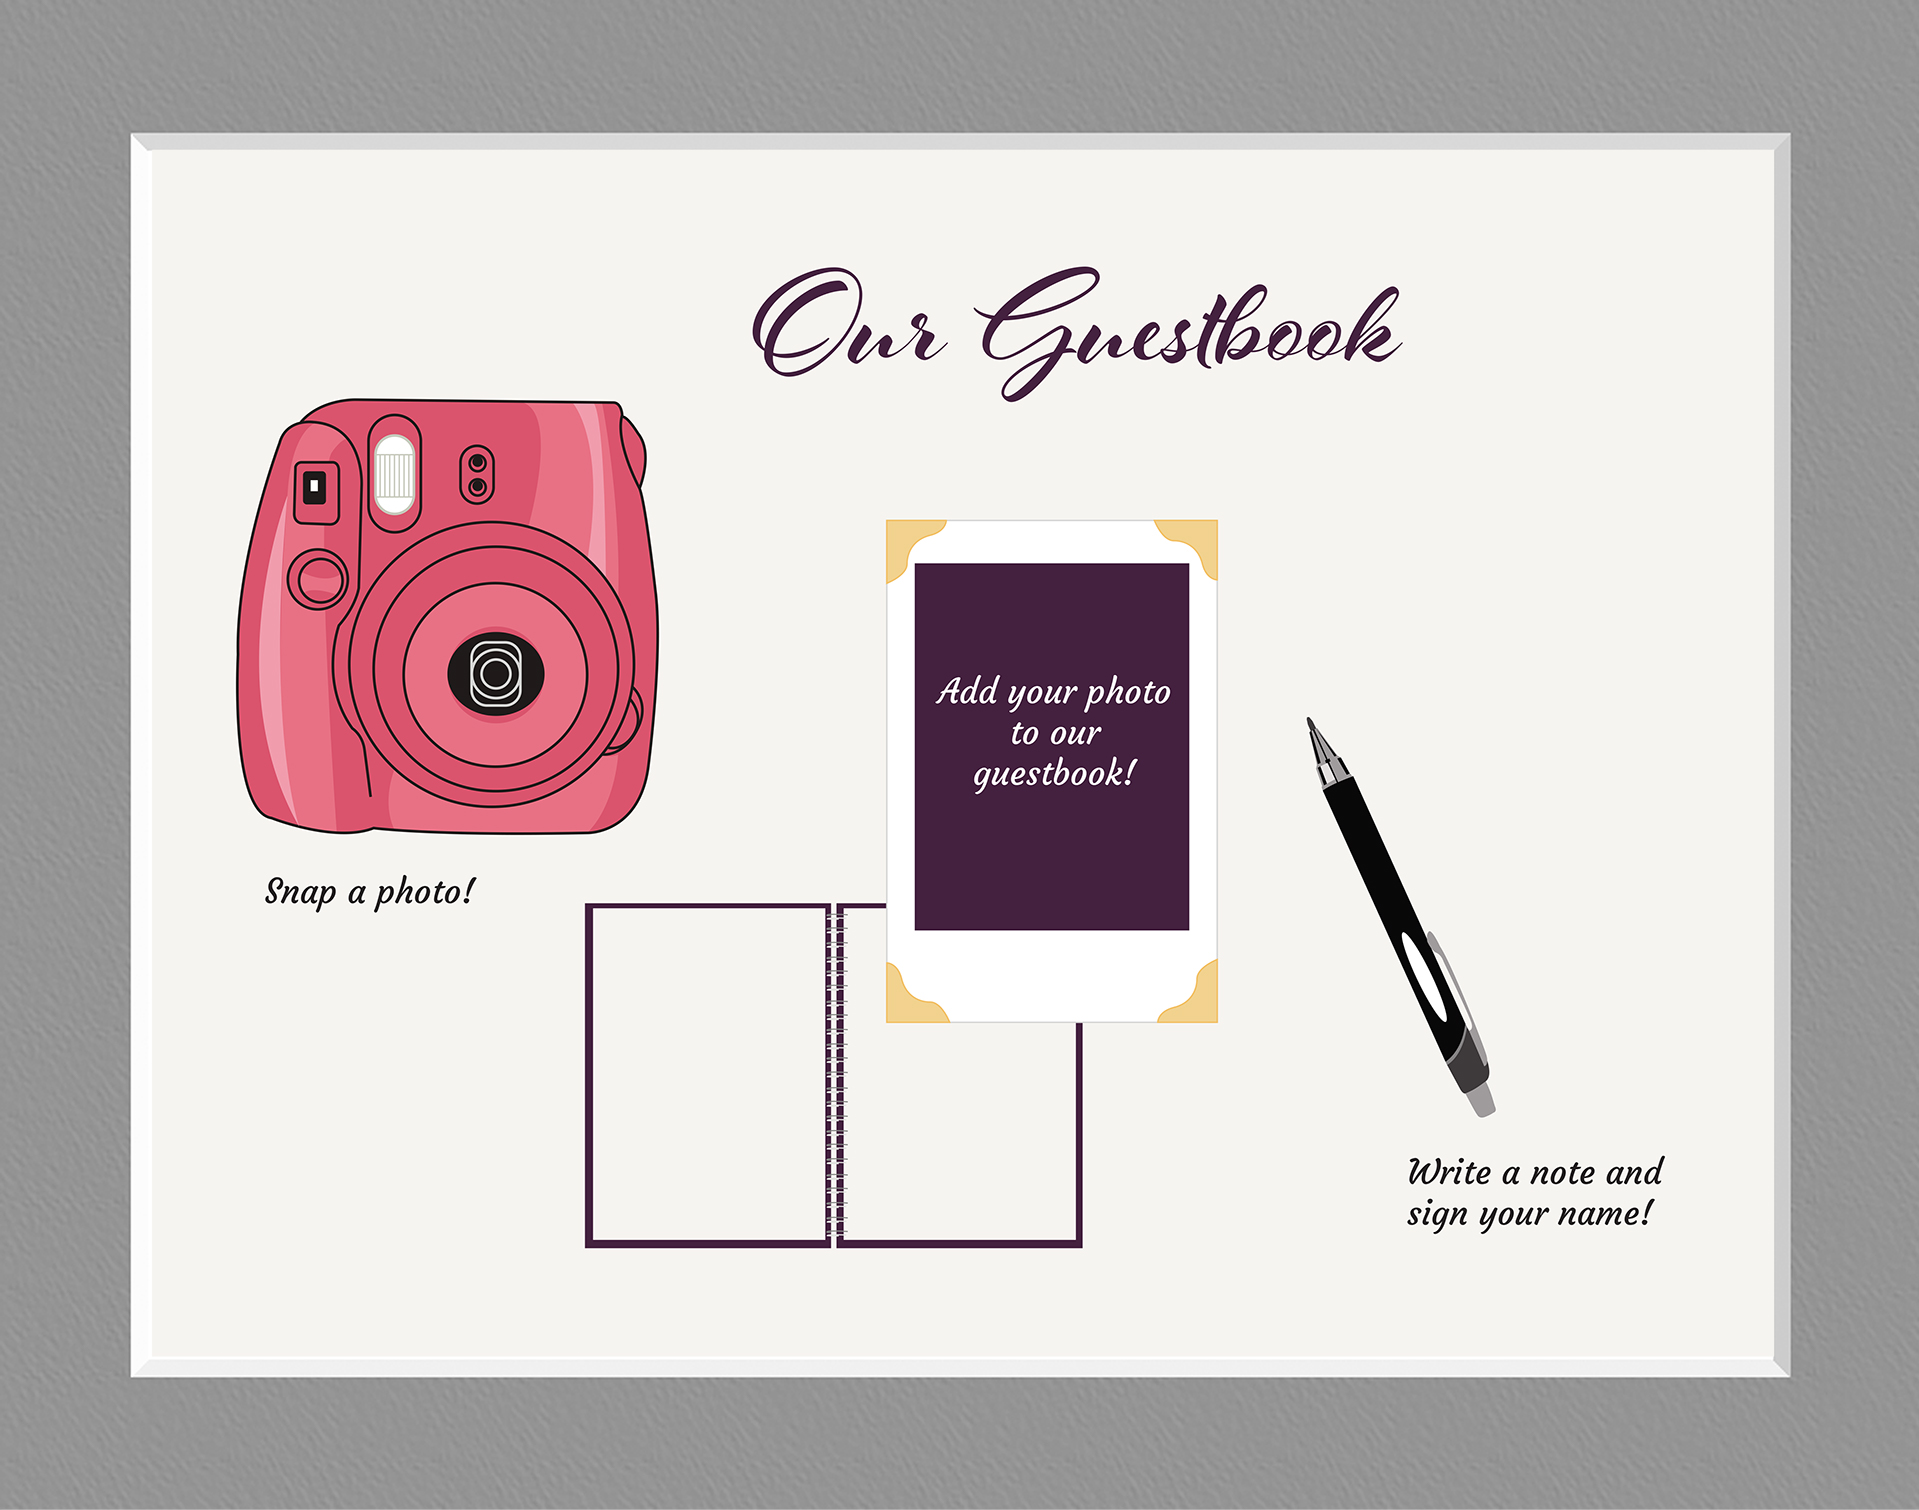 Our Guestbook
Snap a photo!
Add your photo
to our
guestbook!
Write a note and
sign your name!